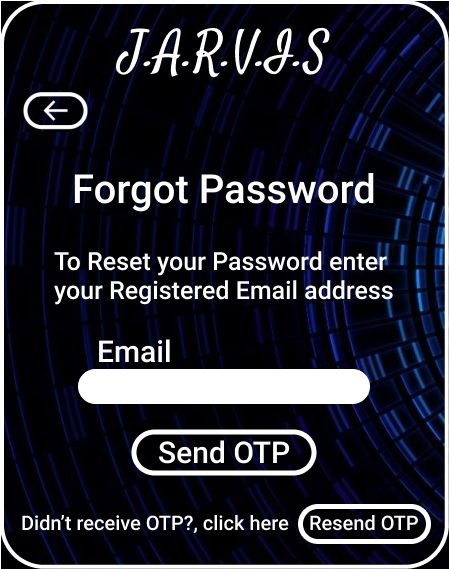 J.A.R.V.I.S
Forgot Password
To Reset your Password enter
your Registered Email address
Email
Send OTP
Didn't receive OTP?, click here Resend OTP